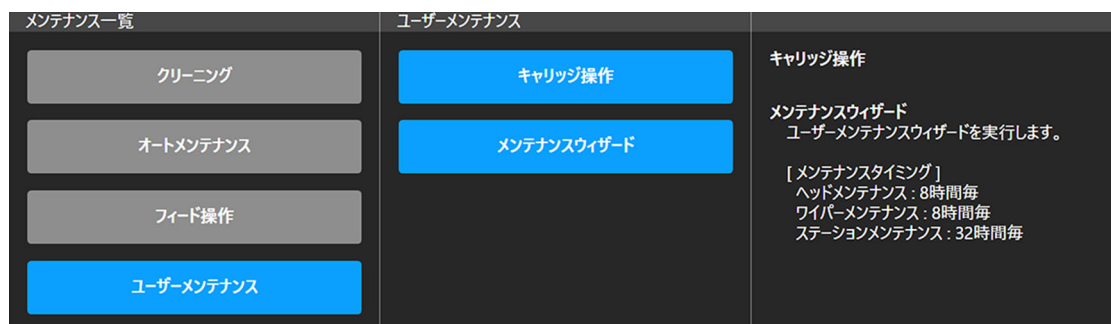 メンテナンス一覧
クリーニング
オートメンテナンス
フィード操作
ユーザーメンテナンス
ユーザーメンテナンス
キャリッジ操作
メンテナンスウィザード
キャリッジ操作
メンテナンスウィザード
ユーザーメンテナンスウィザードを実行します。
[ メンテナンスタイミング ]
ヘッドメンテナンス : 8時間毎
ワイパーメンテナンス : 8時間毎
ステーションメンテナンス : 32時間毎